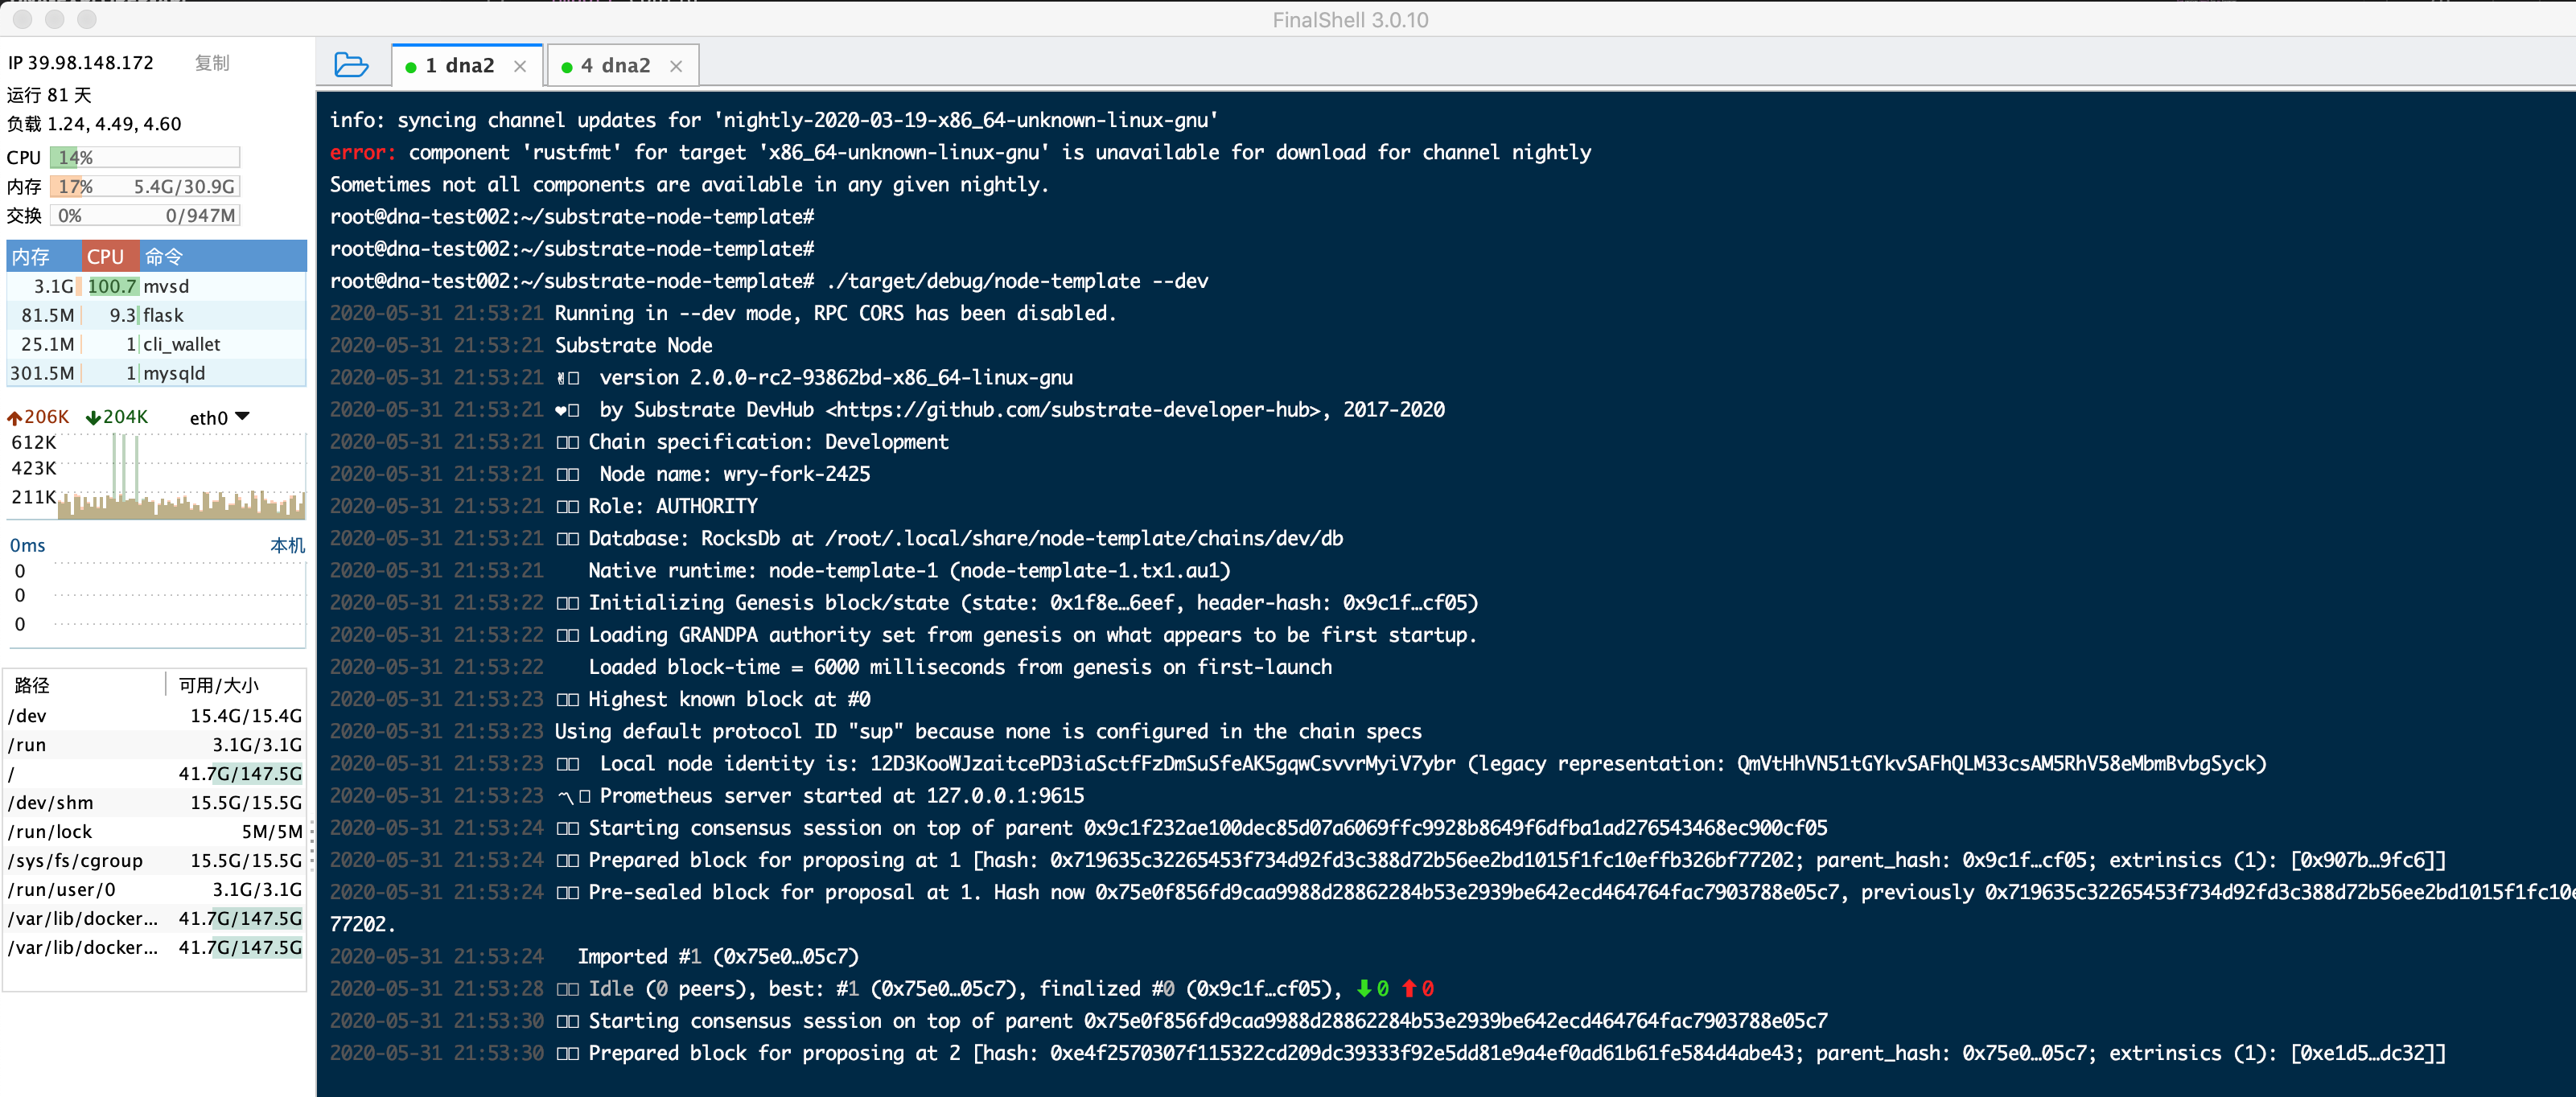 FinalShell 3.0.10
IP 39.98.148.172 复制
运行 81 天
负载 1.24, 4.49, 4.60
CPU 14%
内存 17% 5.4G/30.9G
交换 0% 0/947M
内存 CPU 命令
3.1G 100.7 mvsd
81.5M 9.3 flask
25.1M 1 cli_wallet
301.5M 1 mysqld
206K 204K eth0
612K
423K
211K
0ms 本机
0
0
0
路径 可用/大小
/dev 15.4G/15.4G
/run 3.1G/3.1G
/ 41.7G/147.5G
/dev/shm 15.5G/15.5G
/run/lock 5M/5M
/sys/fs/cgroup 15.5G/15.5G
/run/user/0 3.1G/3.1G
/var/lib/docker... 41.7G/147.5G
/var/lib/docker... 41.7G/147.5G
1 dna2 × 4 dna2 ×
info: syncing channel updates for 'nightly-2020-03-19-x86_64-unknown-linux-gnu'
error: component 'rustfmt' for target 'x86_64-unknown-linux-gnu' is unavailable for download for channel nightly
Sometimes not all components are available in any given nightly.
root@dna-test002:~/substrate-node-template#
root@dna-test002:~/substrate-node-template#
root@dna-test002:~/substrate-node-template# ./target/debug/node-template --dev
2020-05-31 21:53:21 Running in --dev mode, RPC CORS has been disabled.
2020-05-31 21:53:21 Substrate Node
2020-05-31 21:53:21 ✌□ version 2.0.0-rc2-93862bd-x86_64-linux-gnu
2020-05-31 21:53:21 ❤□ by Substrate DevHub <https://github.com/substrate-developer-hub>, 2017-2020
2020-05-31 21:53:21 □□ Chain specification: Development
2020-05-31 21:53:21 □□ Node name: wry-fork-2425
2020-05-31 21:53:21 □□ Role: AUTHORITY
2020-05-31 21:53:21 □□ Database: RocksDb at /root/.local/share/node-template/chains/dev/db
2020-05-31 21:53:21 Native runtime: node-template-1 (node-template-1.tx1.au1)
2020-05-31 21:53:22 □□ Initializing Genesis block/state (state: 0x1f8e…6eef, header-hash: 0x9c1f…cf05)
2020-05-31 21:53:22 □□ Loading GRANDPA authority set from genesis on what appears to be first startup.
2020-05-31 21:53:22 Loaded block-time = 6000 milliseconds from genesis on first-launch
2020-05-31 21:53:23 □□ Highest known block at #0
2020-05-31 21:53:23 Using default protocol ID "sup" because none is configured in the chain specs
2020-05-31 21:53:23 □□ Local node identity is: 12D3KooWJzaitcePD3iaSctfFzDmSuSfeAK5gqwCsvvrMyiV7ybr (legacy representation: QmVtHhVN51tGYkvSAFhQLM33csAM5RhV58eMbmBvbgSyck)
2020-05-31 21:53:23 〽□ Prometheus server started at 127.0.0.1:9615
2020-05-31 21:53:24 □□ Starting consensus session on top of parent 0x9c1f232ae100dec85d07a6069ffc9928b8649f6dfba1ad276543468ec900cf05
2020-05-31 21:53:24 □□ Prepared block for proposing at 1 [hash: 0x719635c32265453f734d92fd3c388d72b56ee2bd1015f1fc10effb326bf77202; parent_hash: 0x9c1f…cf05; extrinsics (1): [0x907b…9fc6]]
2020-05-31 21:53:24 □□ Pre-sealed block for proposal at 1. Hash now 0x75e0f856fd9caa9988d28862284b53e2939be642ecd464764fac7903788e05c7, previously 0x719635c32265453f734d92fd3c388d72b56ee2bd1015f1fc10e
77202.
2020-05-31 21:53:24 Imported #1 (0x75e0…05c7)
2020-05-31 21:53:28 □□ Idle (0 peers), best: #1 (0x75e0…05c7), finalized #0 (0x9c1f…cf05), ⬇ 0 ⬆ 0
2020-05-31 21:53:30 □□ Starting consensus session on top of parent 0x75e0f856fd9caa9988d28862284b53e2939be642ecd464764fac7903788e05c7
2020-05-31 21:53:30 □□ Prepared block for proposing at 2 [hash: 0xe4f2570307f115322cd209dc39333f92e5dd81e9a4ef0ad61b61fe584d4abe43; parent_hash: 0x75e0…05c7; extrinsics (1): [0xe1d5…dc32]]